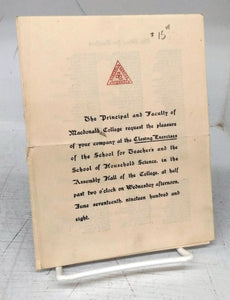 $15
The Principal and Faculty of
Macdonald College request the pleasure
of your company at the Closing Exercises
of the School for Teachers and the
School of Household Science, in the
Assembly Hall of the College, at half
past two o'clock on Wednesday afternoon,
June seventeenth, nineteen hundred and
eight.